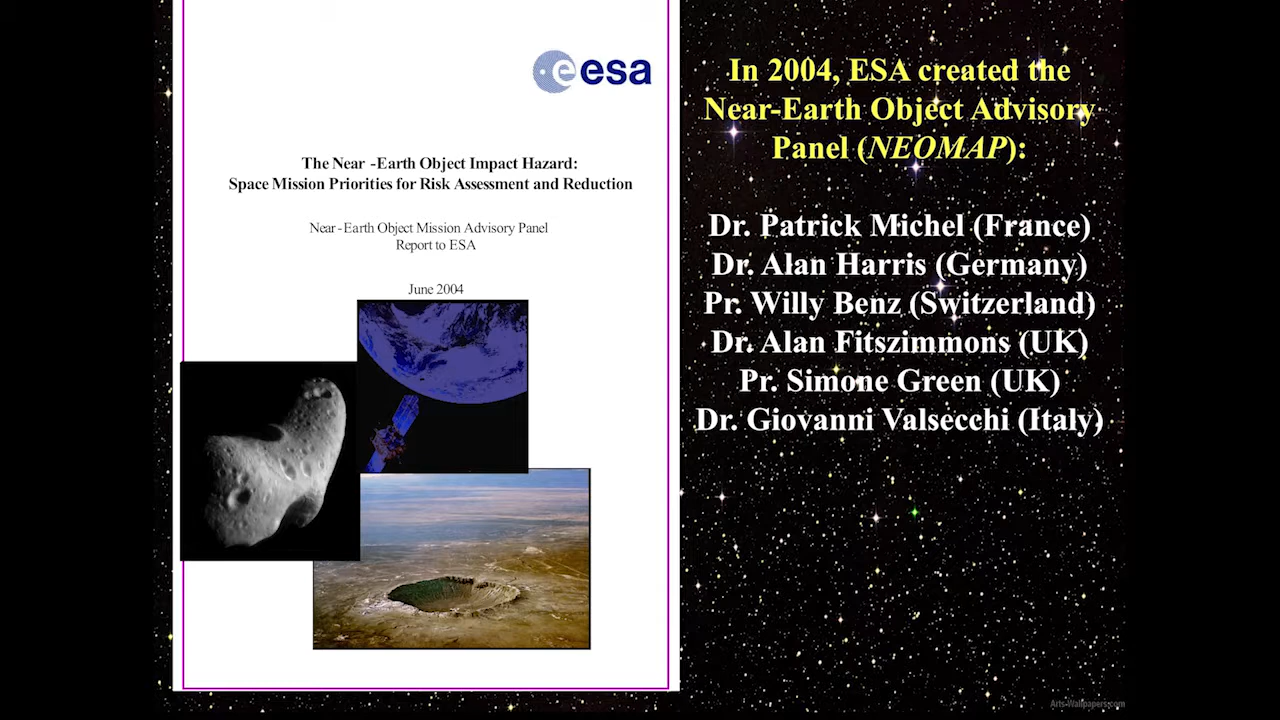 esa
The Near -Earth Object Impact Hazard:
Space Mission Priorities for Risk Assessment and Reduction
Near-Earth Object Mission Advisory Panel
Report to ESA
June 2004
In 2004, ESA created the
Near-Earth Object Advisory
Panel (NEOMAP):
Dr. Patrick Michel (France)
Dr. Alan Harris (Germany)
Pr. Willy Benz (Switzerland)
Dr. Alan Fitszimmons (UK)
Pr. Simone Green (UK)
Dr. Giovanni Valsecchi (Italy)
Arts-Wallpapers.com